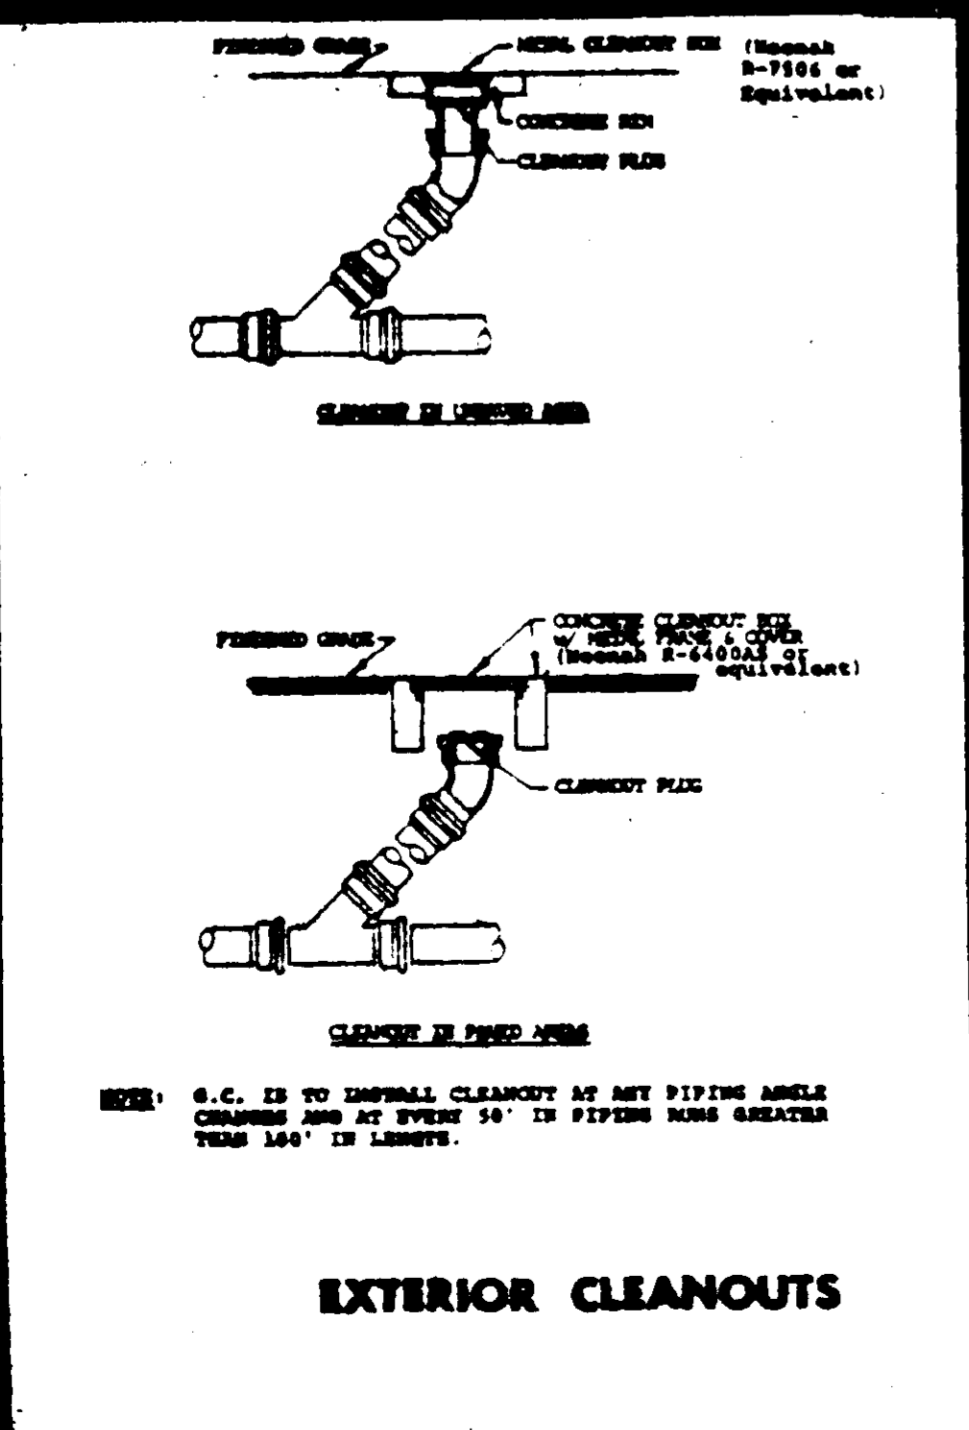 FINISHED GRADE
METAL CLEANOUT BOX (Neenah
R-7506 or
Equivalent)
CONCRETE RIM
CLEANOUT PLUG
CLEANOUT IN UNPAVED AREA
FINISHED GRADE
CONCRETE CLEANOUT BOX
W/ METAL FRAME & COVER
(Neenah R-6400AS or
equivalent)
CLEANOUT PLUG
CLEANOUT IN PAVED AREAS
NOTE: G.C. IS TO INSTALL CLEANOUT AT ANY PIPING ANGLE
CHANGES AND AT EVERY 50' IN PIPING RUNS GREATER
THAN 100' IN LENGTH.
EXTERIOR CLEANOUTS